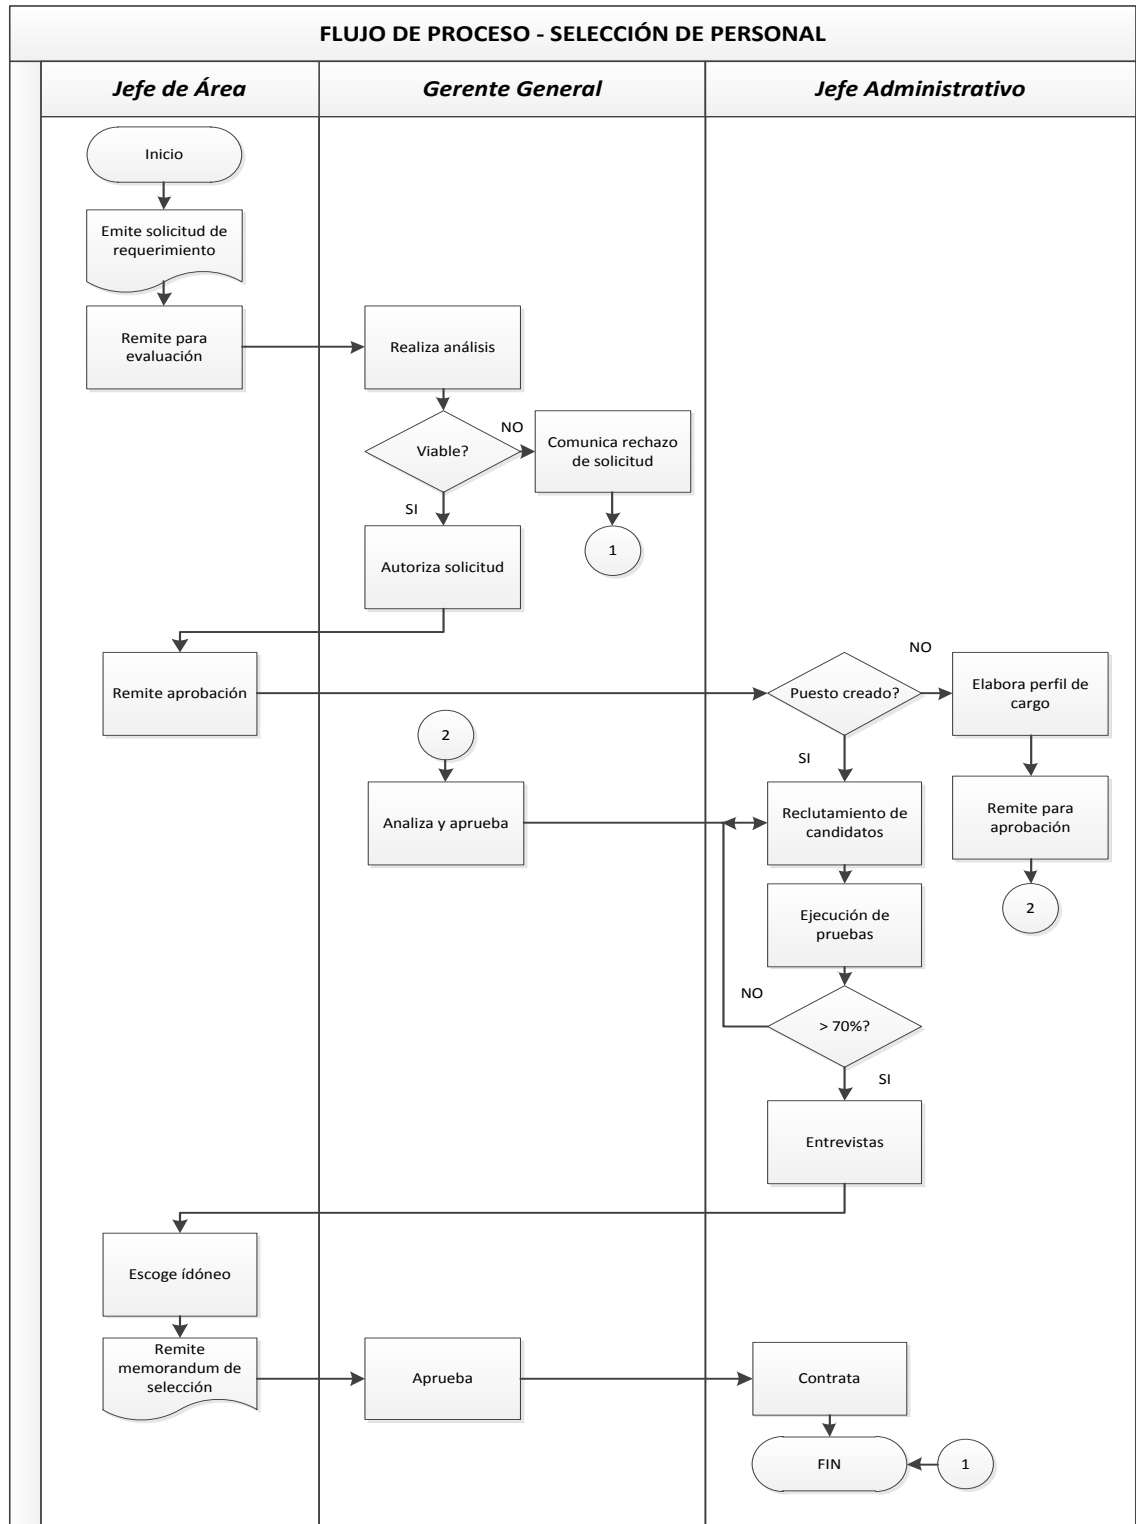 FLUJO DE PROCESO - SELECCIÓN DE PERSONAL
Jefe de Área
Gerente General
Jefe Administrativo
Inicio
Emite solicitud de
requerimiento
Remite para
evaluación
Realiza análisis
Viable?
NO
Comunica rechazo
de solicitud
SI
1
Autoriza solicitud
Remite aprobación
Puesto creado?
NO
Elabora perfil de
cargo
2
SI
Analiza y aprueba
Reclutamiento de
candidatos
Remite para
aprobación
Ejecución de
pruebas
2
NO
> 70%?
SI
Entrevistas
Escoge ídóneo
Remite
memorandum de
selección
Aprueba
Contrata
FIN
1